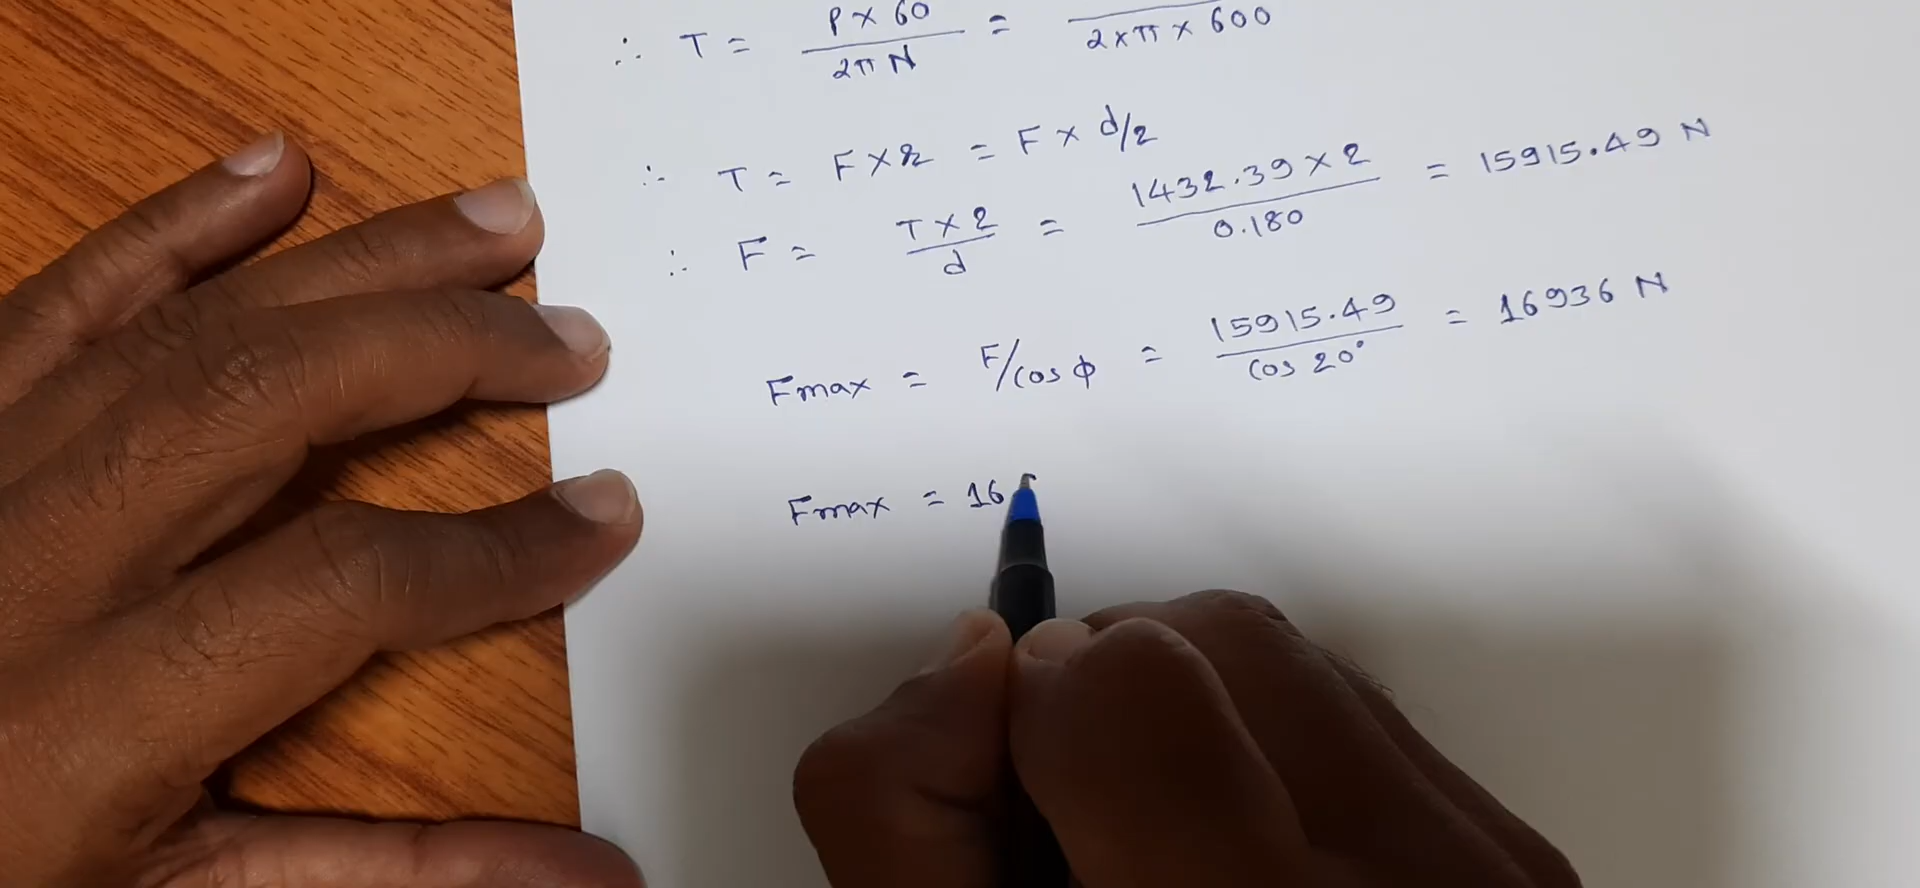 ∴ T = P × 60 / 2π N = / 2 × π × 600
∴ T = F × r = F × d/2
∴ F = T × 2 / d = 1432.39 × 2 / 0.180 = 15915.49 N
Fmax = F/cos ϕ = 15915.49 / cos 20° = 16936 N
Fmax = 16